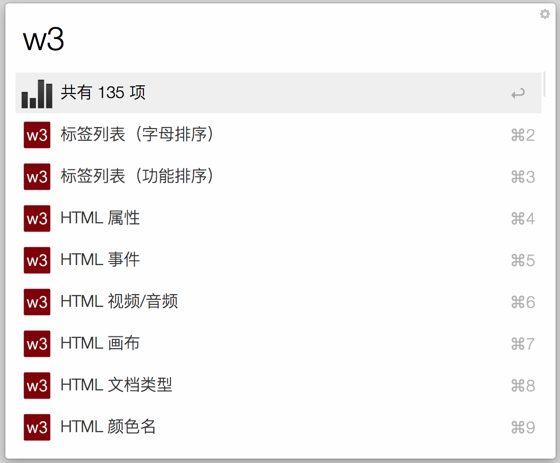 w3
共有 135 项 ↩
w3 标签列表（字母排序） ⌘2
w3 标签列表（功能排序） ⌘3
w3 HTML 属性 ⌘4
w3 HTML 事件 ⌘5
w3 HTML 视频/音频 ⌘6
w3 HTML 画布 ⌘7
w3 HTML 文档类型 ⌘8
w3 HTML 颜色名 ⌘9